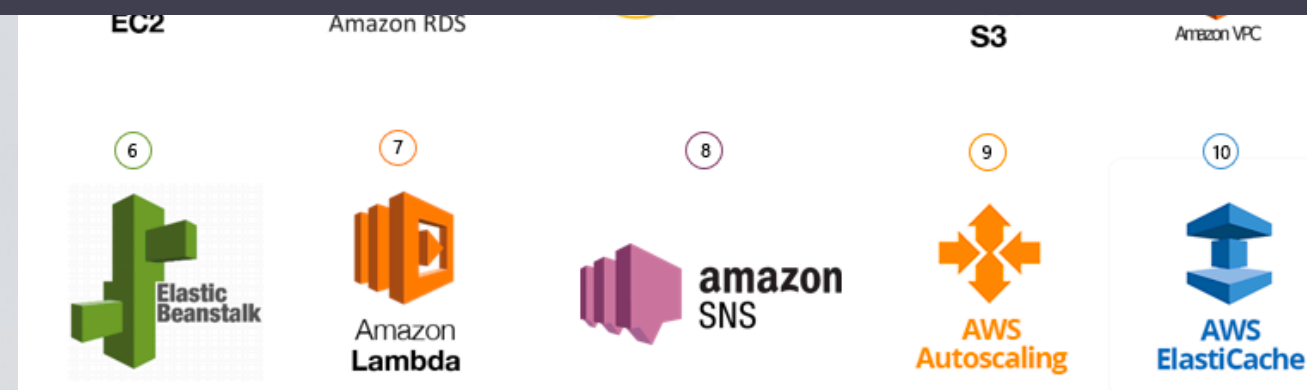 EC2
Amazon RDS
S3
Amazon VPC
6
7
8
9
10
Elastic
Beanstalk
Amazon
Lambda
amazon
SNS
AWS
Autoscaling
AWS
ElastiCache